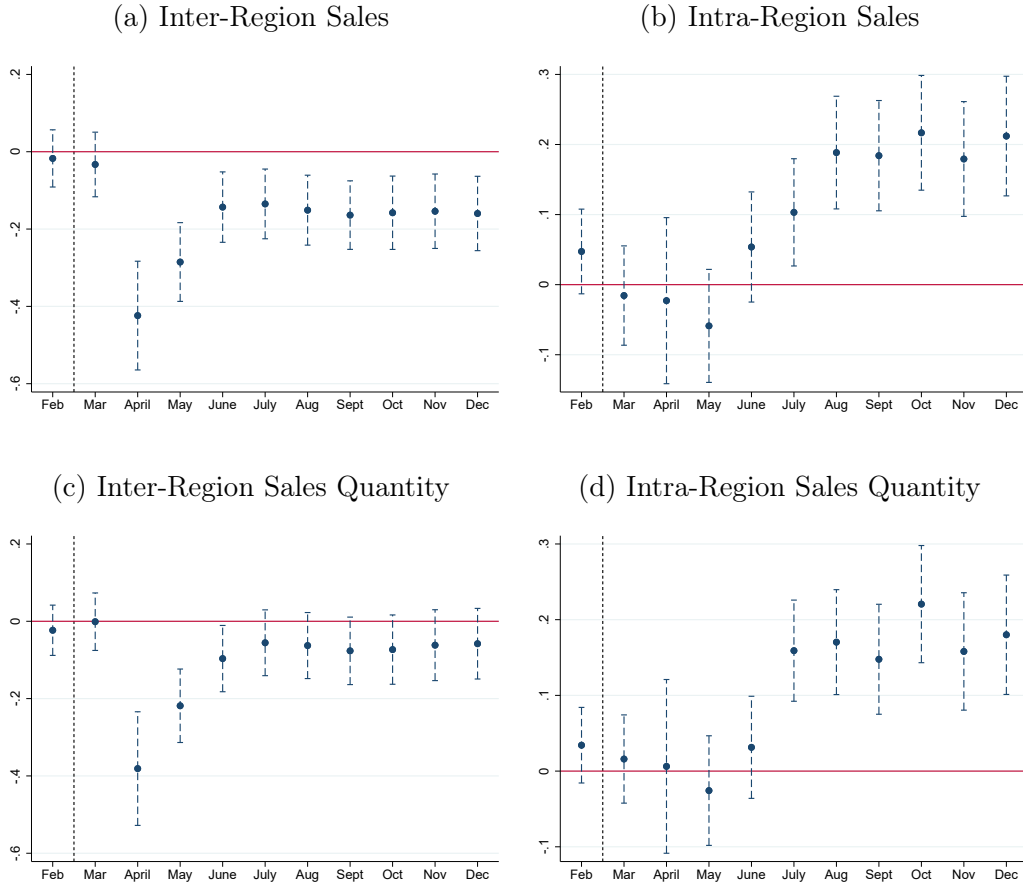 (a) Inter-Region Sales
.2
0
-.2
-.4
-.6
Feb Mar April May June July Aug Sept Oct Nov Dec
(b) Intra-Region Sales
.3
.2
.1
0
-.1
Feb Mar April May June July Aug Sept Oct Nov Dec
(c) Inter-Region Sales Quantity
.2
0
-.2
-.4
-.6
Feb Mar April May June July Aug Sept Oct Nov Dec
(d) Intra-Region Sales Quantity
.3
.2
.1
0
-.1
Feb Mar April May June July Aug Sept Oct Nov Dec